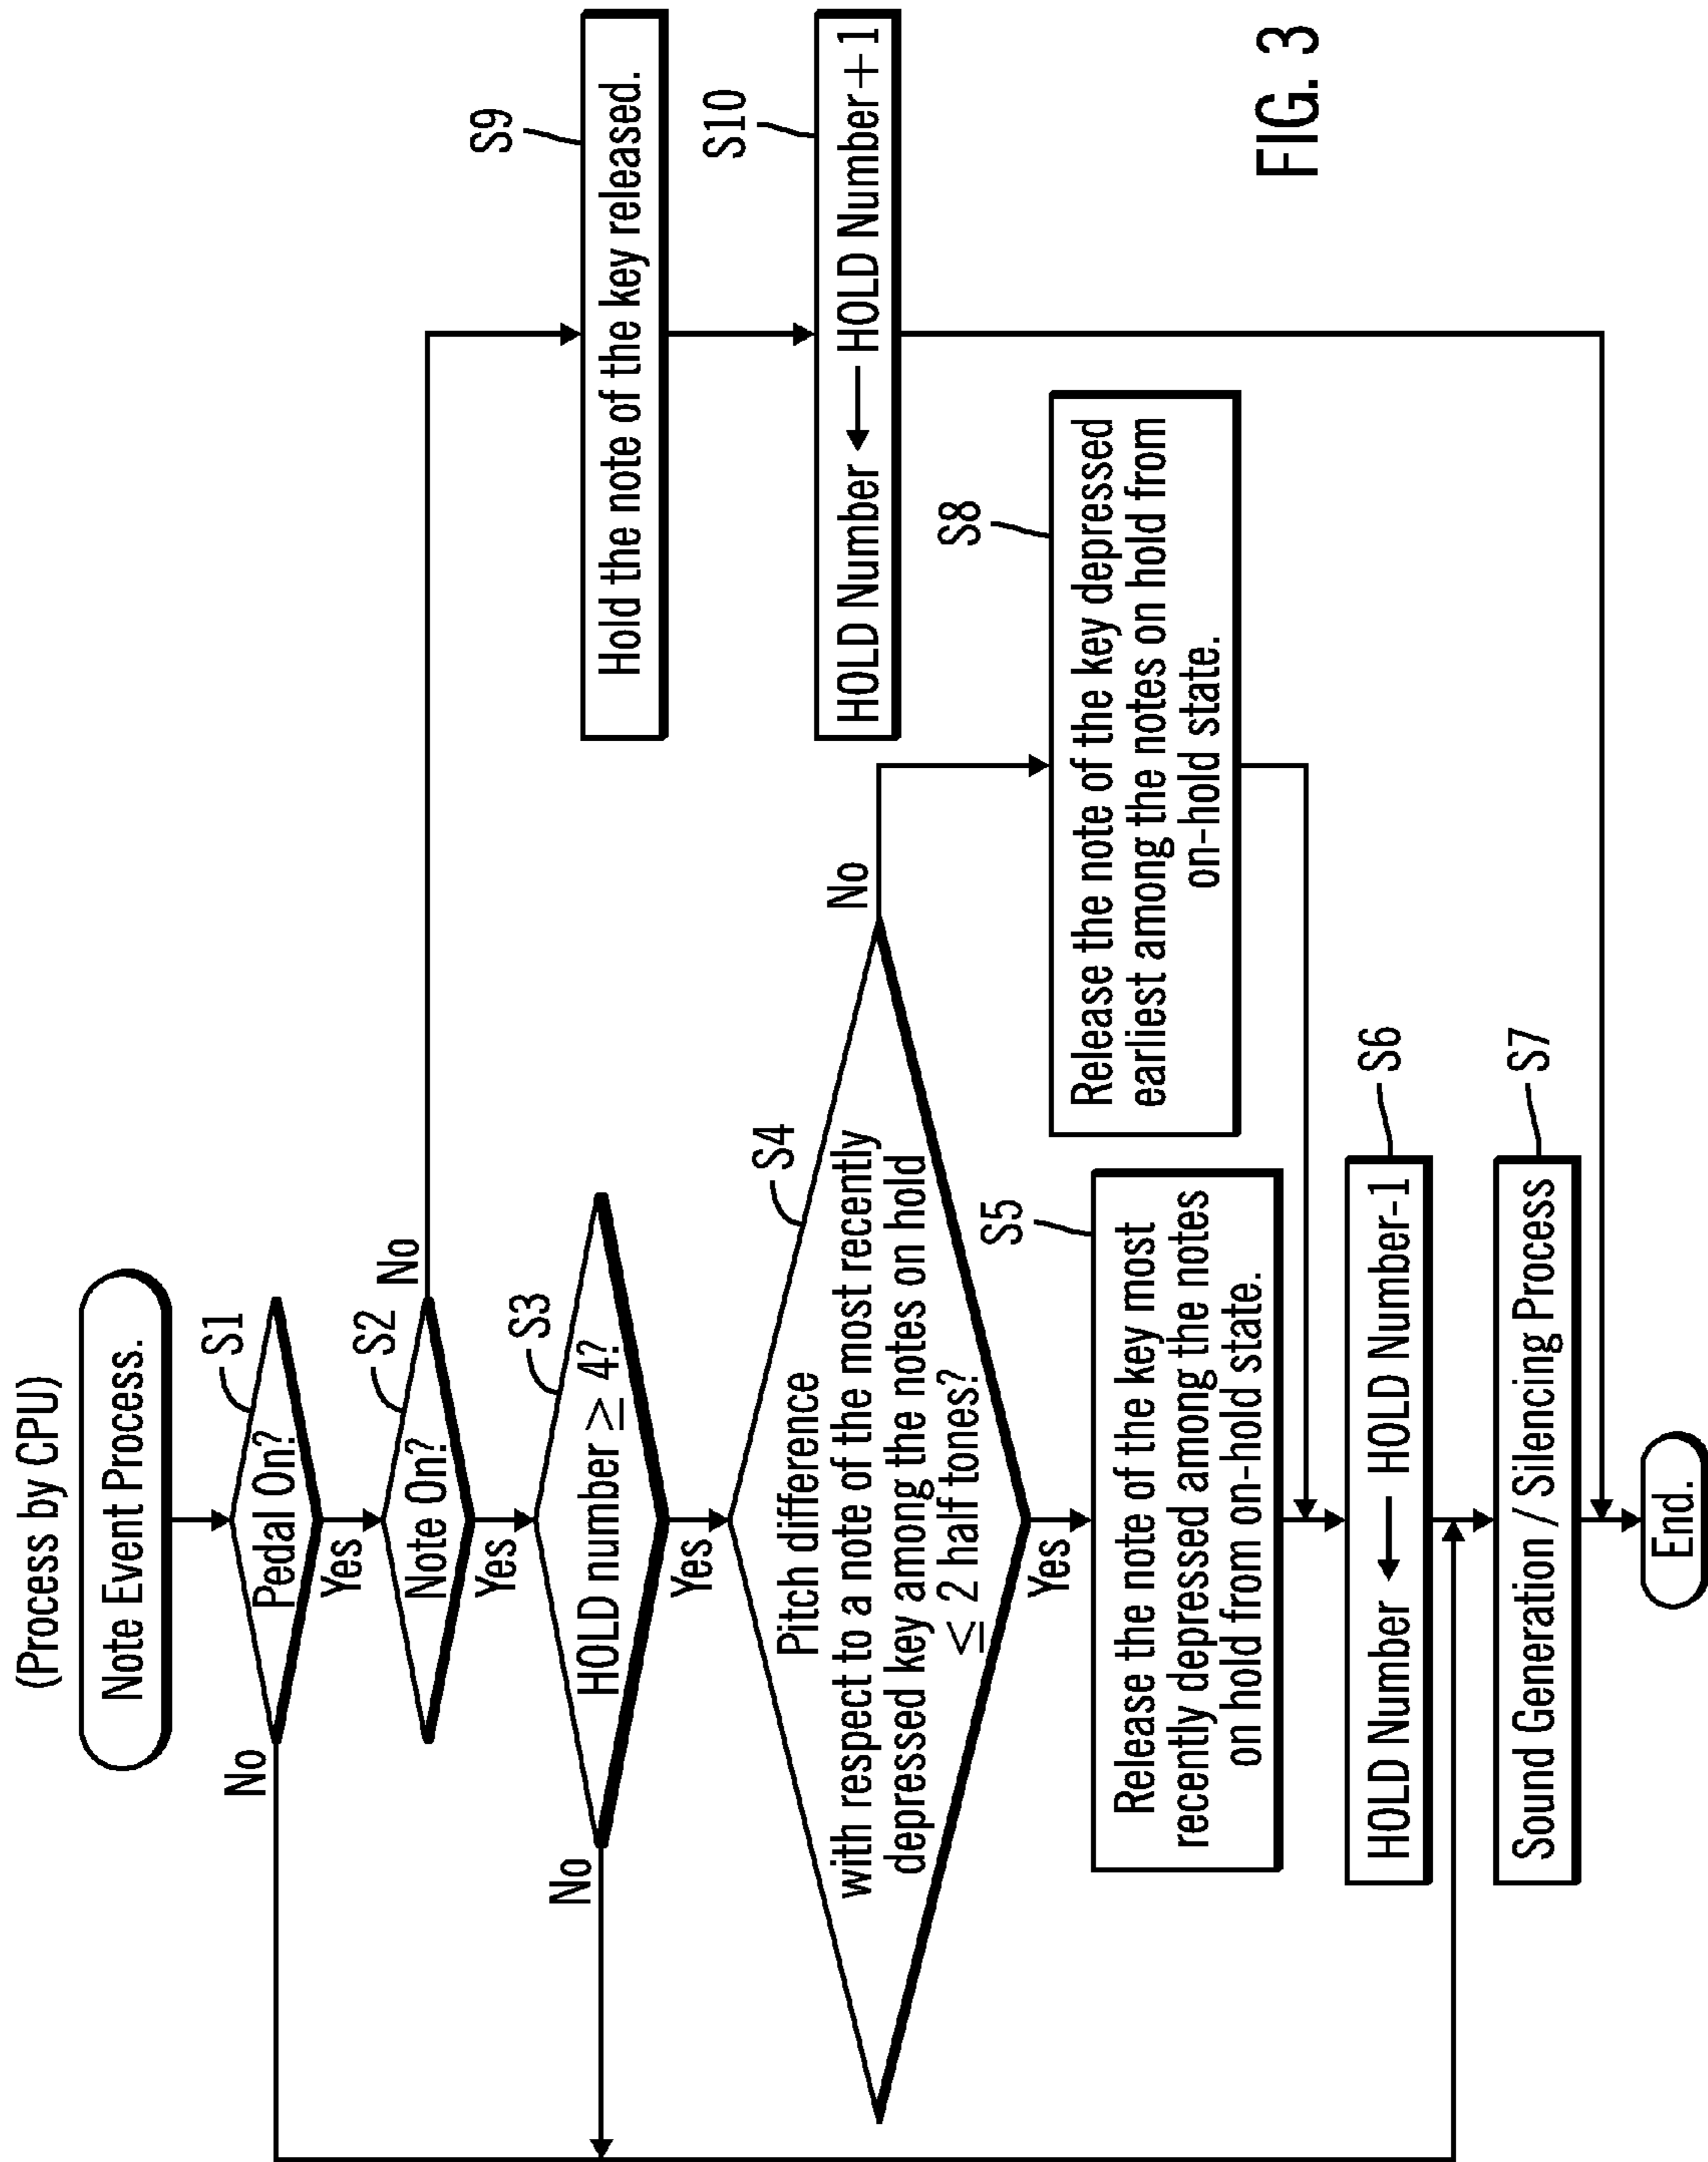 (Process by CPU)
Note Event Process.
S1
Pedal On?
No
Yes
S2
Note On?
No
Yes
S3
HOLD number ≥ 4?
No
Yes
S4
Pitch difference
with respect to a note of the most recently
depressed key among the notes on hold
≤ 2 half tones?
No
Yes
S5
Release the note of the key most
recently depressed among the notes
on hold from on-hold state.
S8
Release the note of the key depressed
earliest among the notes on hold from
on-hold state.
S6
HOLD Number ← HOLD Number-1
S7
Sound Generation / Silencing Process
End.
S9
Hold the note of the key released.
S10
HOLD Number ← HOLD Number+1
FIG. 3